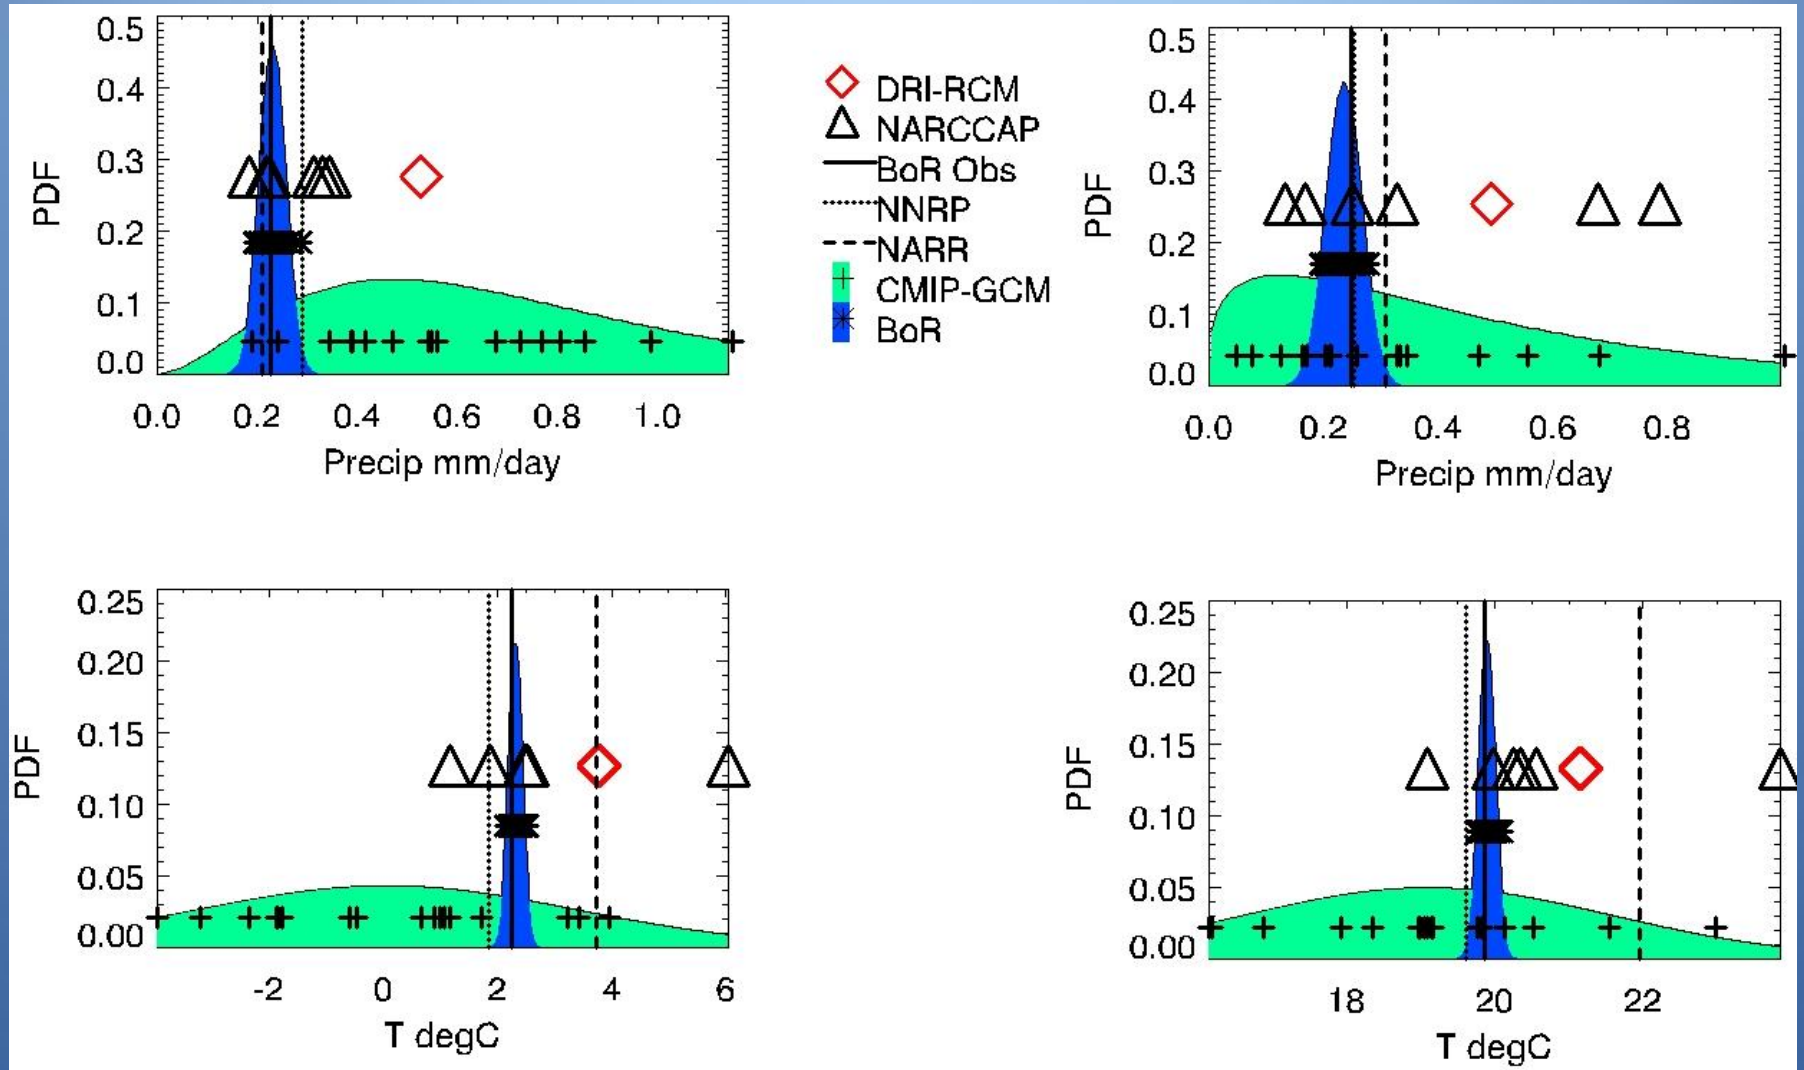 0.5
0.4
0.3
0.2
0.1
0.0
PDF
0.0 0.2 0.4 0.6 0.8 1.0
Precip mm/day
DRI-RCM
NARCCAP
BoR Obs
NNRP
NARR
CMIP-GCM
BoR
0.5
0.4
0.3
0.2
0.1
0.0
PDF
0.0 0.2 0.4 0.6 0.8
Precip mm/day
0.25
0.20
0.15
0.10
0.05
0.00
PDF
-2 0 2 4 6
T degC
0.25
0.20
0.15
0.10
0.05
0.00
PDF
18 20 22
T degC